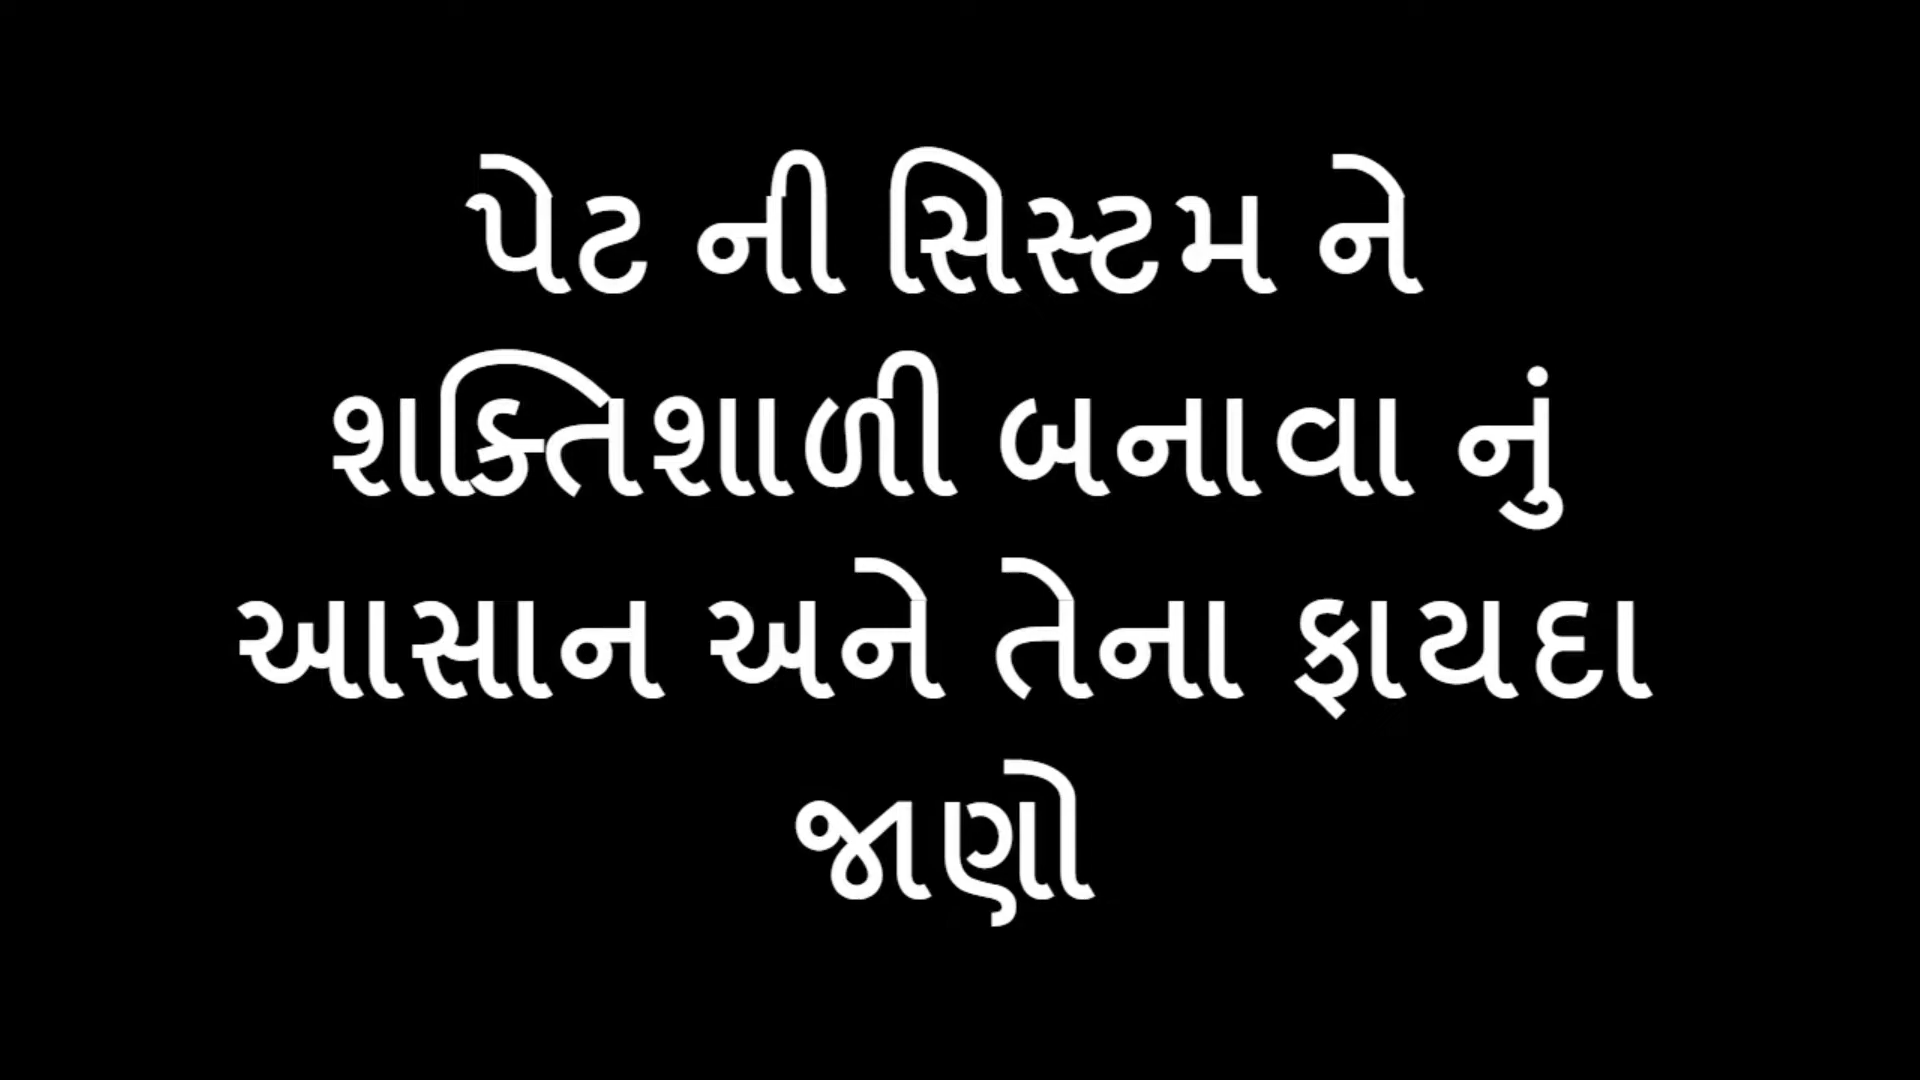 પેટ ની સિસ્ટમ ને
શક્તિશાળી બનાવા નું
આસાન અને તેના ફાયદા
જાણો